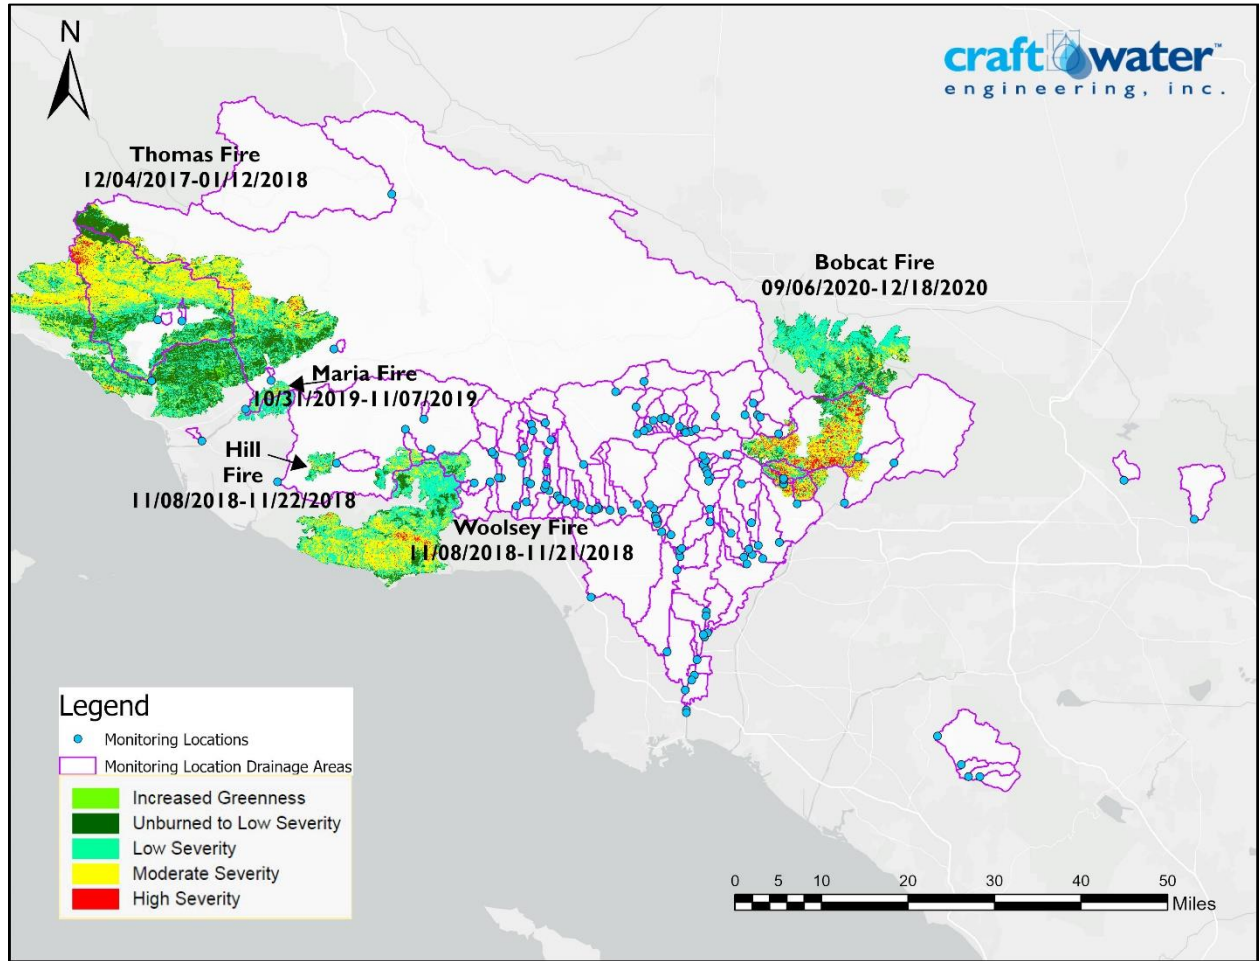 N
craft water™
engineering, inc.
Thomas Fire
12/04/2017-01/12/2018
Bobcat Fire
09/06/2020-12/18/2020
Maria Fire
10/31/2019-11/07/2019
Hill
Fire
11/08/2018-11/22/2018
Woolsey Fire
11/08/2018-11/21/2018
Legend
Monitoring Locations
Monitoring Location Drainage Areas
Increased Greenness
Unburned to Low Severity
Low Severity
Moderate Severity
High Severity
0 5 10 20 30 40 50
Miles